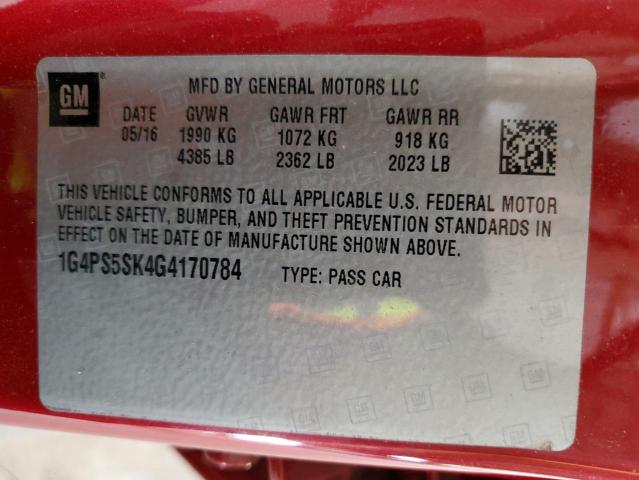 GM
MFD BY GENERAL MOTORS LLC
DATE GVWR GAWR FRT GAWR RR
05/16 1990 KG 1072 KG 918 KG
4385 LB 2362 LB 2023 LB
THIS VEHICLE CONFORMS TO ALL APPLICABLE U.S. FEDERAL MOTOR
VEHICLE SAFETY, BUMPER, AND THEFT PREVENTION STANDARDS IN
EFFECT ON THE DATE OF MANUFACTURE SHOWN ABOVE.
1G4PS5SK4G4170784 TYPE: PASS CAR